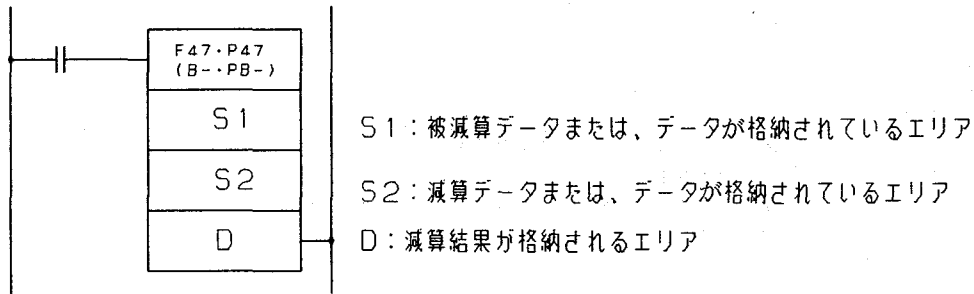 F47・P47
(B-・PB-)
S1
S2
D
S1：被減算データまたは、データが格納されているエリア
S2：減算データまたは、データが格納されているエリア
D：減算結果が格納されるエリア